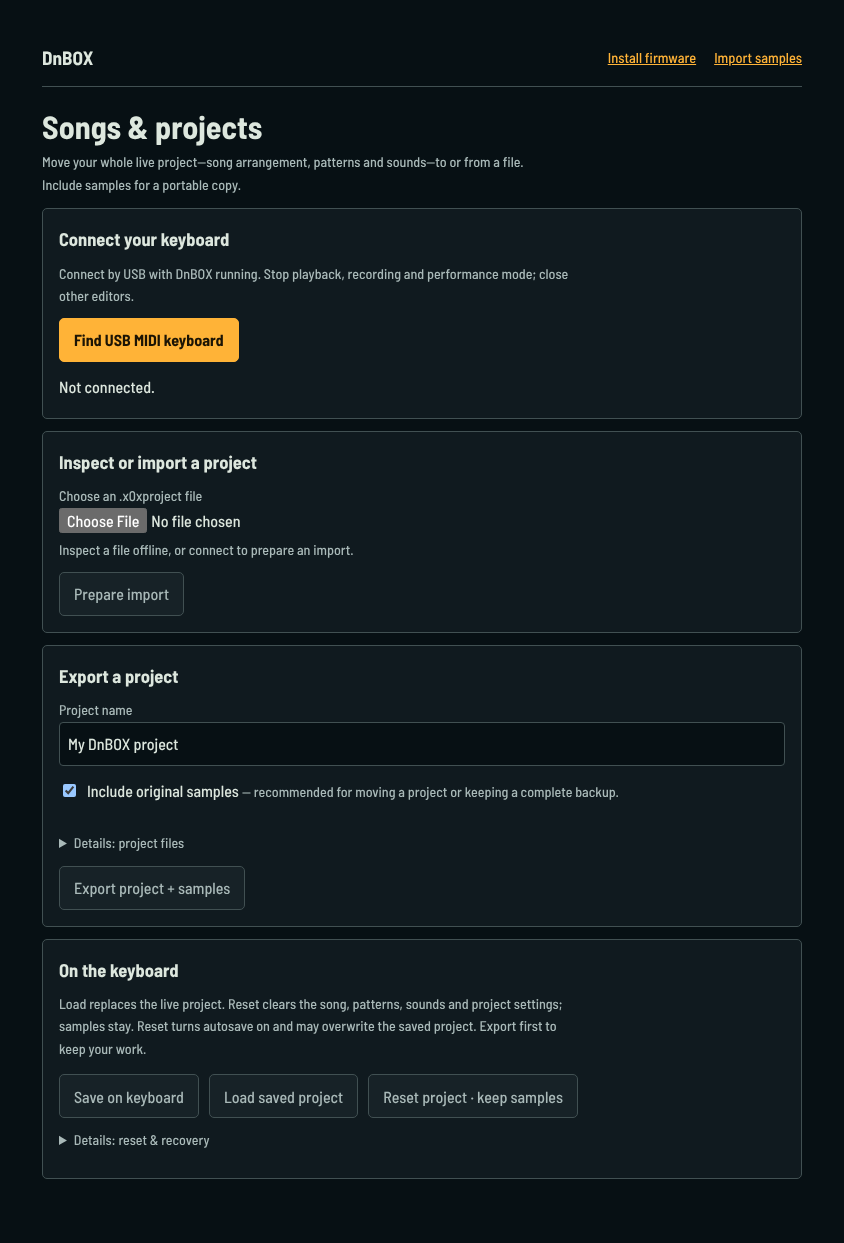 DnBOX
Install firmware
Import samples
Songs & projects
Move your whole live project—song arrangement, patterns and sounds—to or from a file.
Include samples for a portable copy.
Connect your keyboard
Connect by USB with DnBOX running. Stop playback, recording and performance mode; close
other editors.
Find USB MIDI keyboard
Not connected.
Inspect or import a project
Choose an .x0xproject file
Choose File No file chosen
Inspect a file offline, or connect to prepare an import.
Prepare import
Export a project
Project name
My DnBOX project
Include original samples — recommended for moving a project or keeping a complete backup.
Details: project files
Export project + samples
On the keyboard
Load replaces the live project. Reset clears the song, patterns, sounds and project settings;
samples stay. Reset turns autosave on and may overwrite the saved project. Export first to
keep your work.
Save on keyboard
Load saved project
Reset project · keep samples
Details: reset & recovery